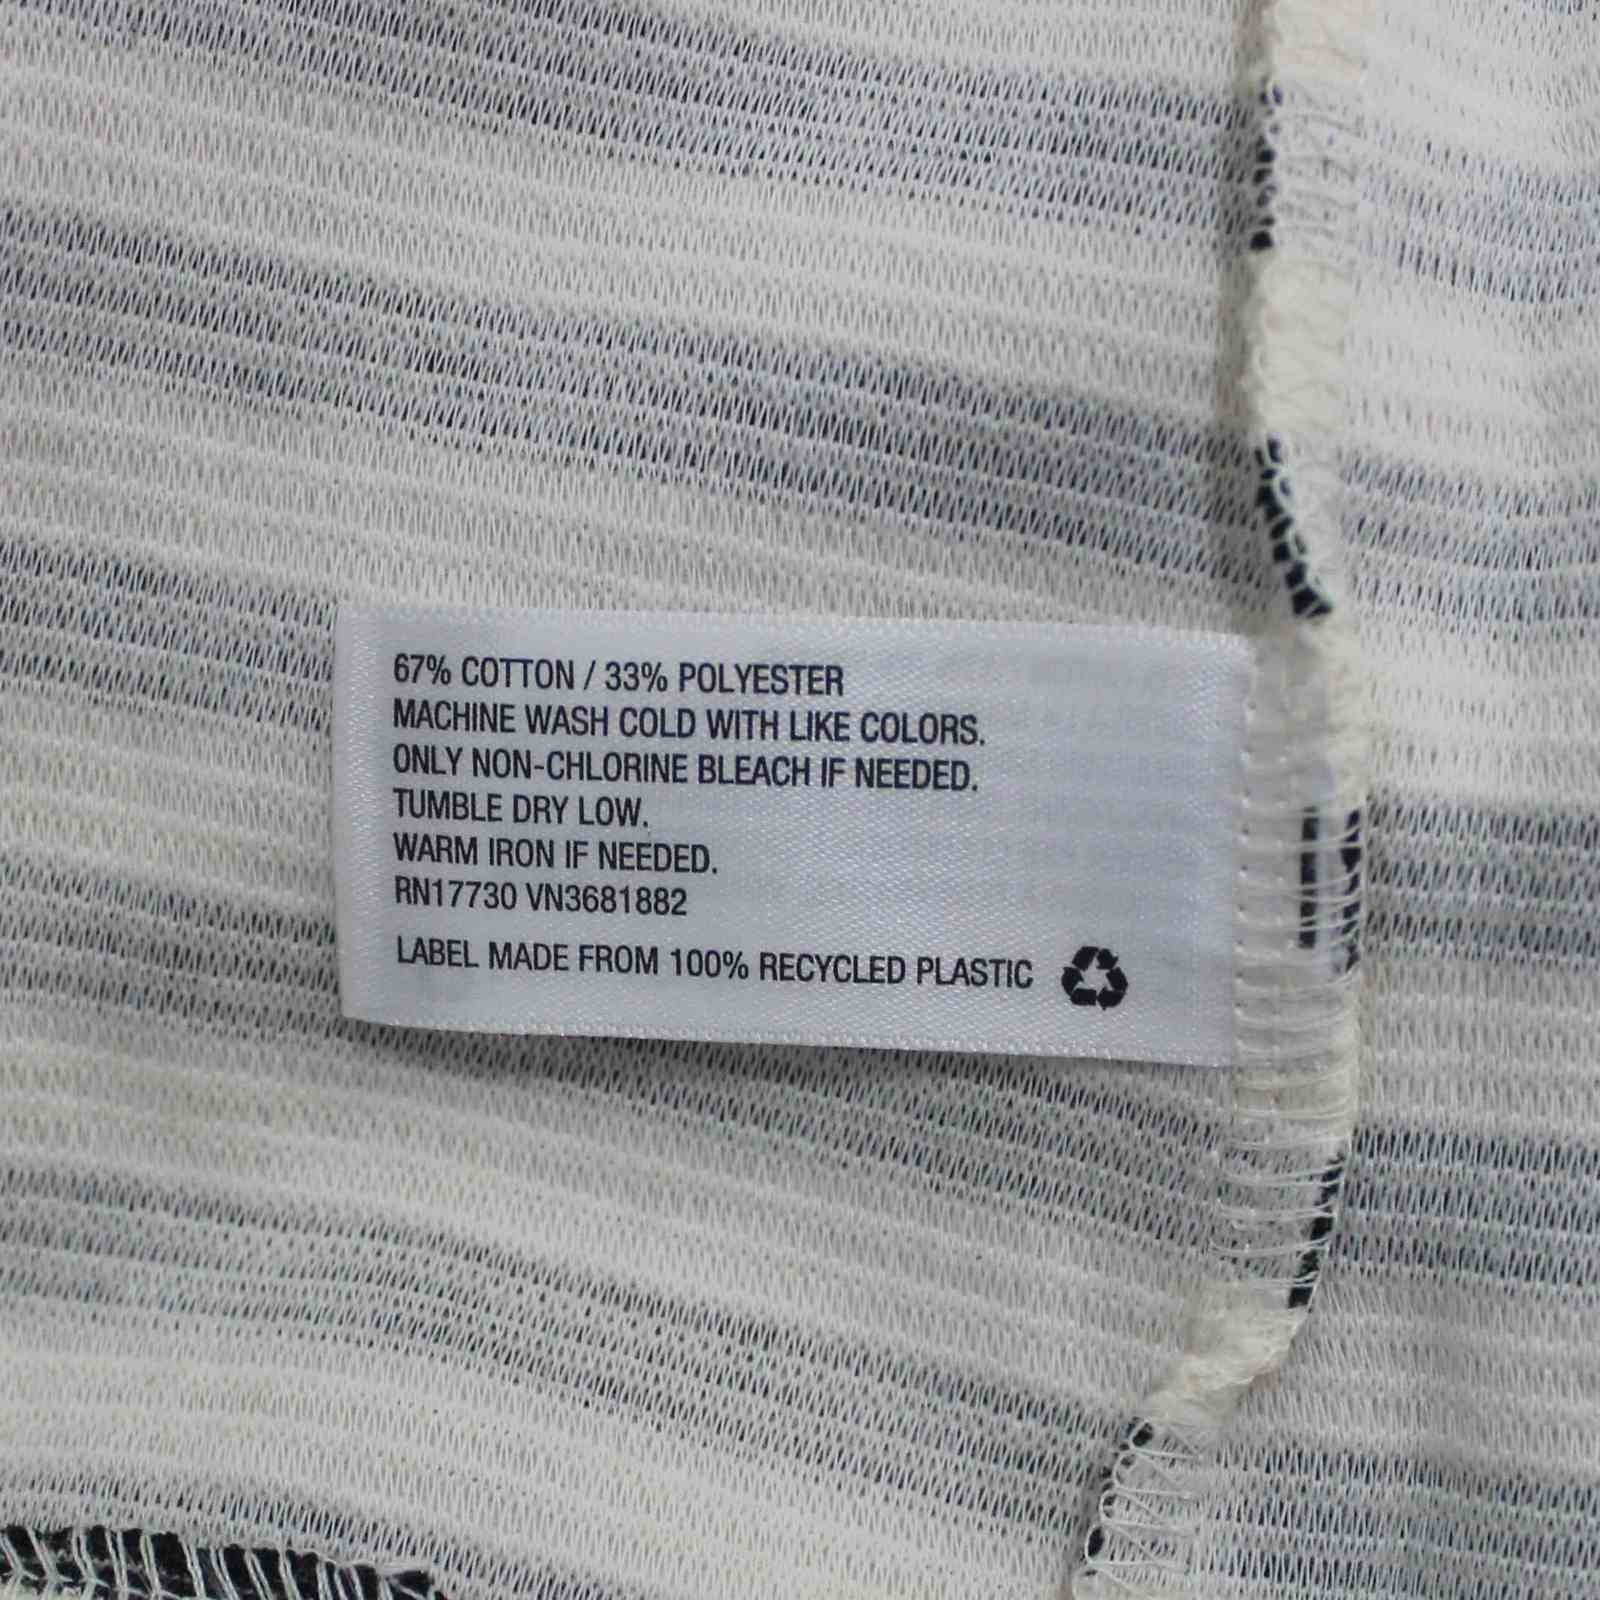 67% COTTON / 33% POLYESTER
MACHINE WASH COLD WITH LIKE COLORS.
ONLY NON-CHLORINE BLEACH IF NEEDED.
TUMBLE DRY LOW.
WARM IRON IF NEEDED.
RN17730 VN3681882
LABEL MADE FROM 100% RECYCLED PLASTIC